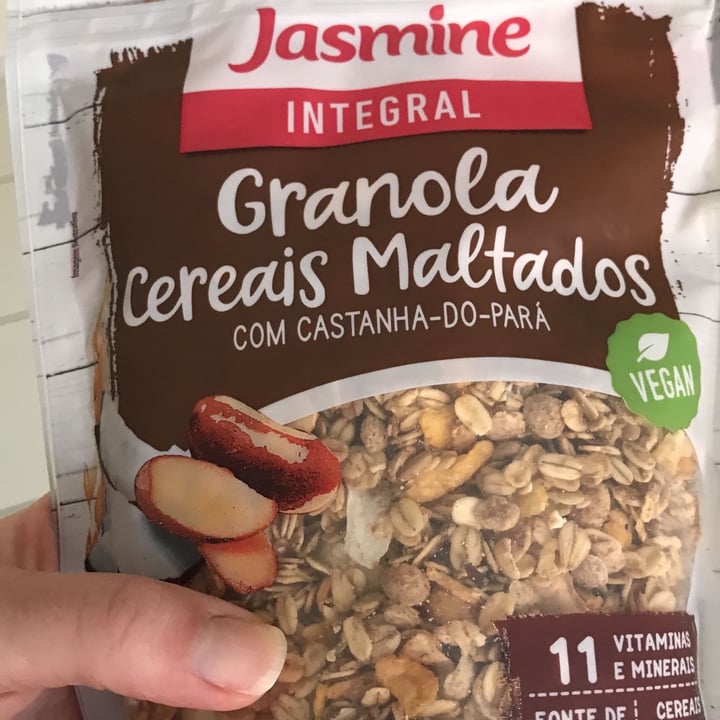 Jasmine
INTEGRAL
Granola
Cereais Maltados
COM CASTANHA-DO-PARÁ
VEGAN
11 VITAMINAS
E MINERAIS
FONTE DE CEREAIS